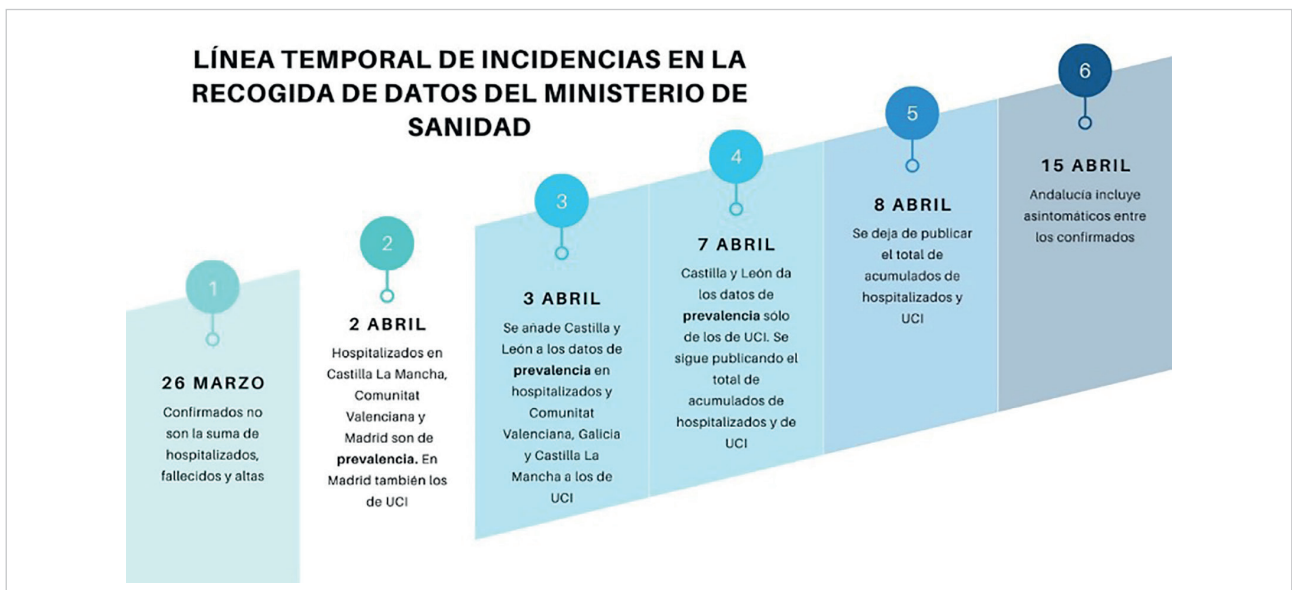 LÍNEA TEMPORAL DE INCIDENCIAS EN LA
RECOGIDA DE DATOS DEL MINISTERIO DE
SANIDAD
1
26 MARZO
Confirmados no
son la suma de
hospitalizados,
fallecidos y altas
2
2 ABRIL
Hospitalizados en
Castilla La Mancha,
Comunitat
Valenciana y
Madrid son de
prevalencia. En
Madrid también los
de UCI
3
3 ABRIL
Se añade Castilla y
León a los datos de
prevalencia en
hospitalizados y
Comunitat
Valenciana, Galicia
y Castilla La
Mancha a los de
UCI
4
7 ABRIL
Castilla y León da
los datos de
prevalencia sólo
de los de UCI. Se
sigue publicando el
total de
acumulados de
hospitalizados y de
UCI
5
8 ABRIL
Se deja de publicar
el total de
acumulados de
hospitalizados y
UCI
6
15 ABRIL
Andalucía incluye
asintomáticos entre
los confirmados